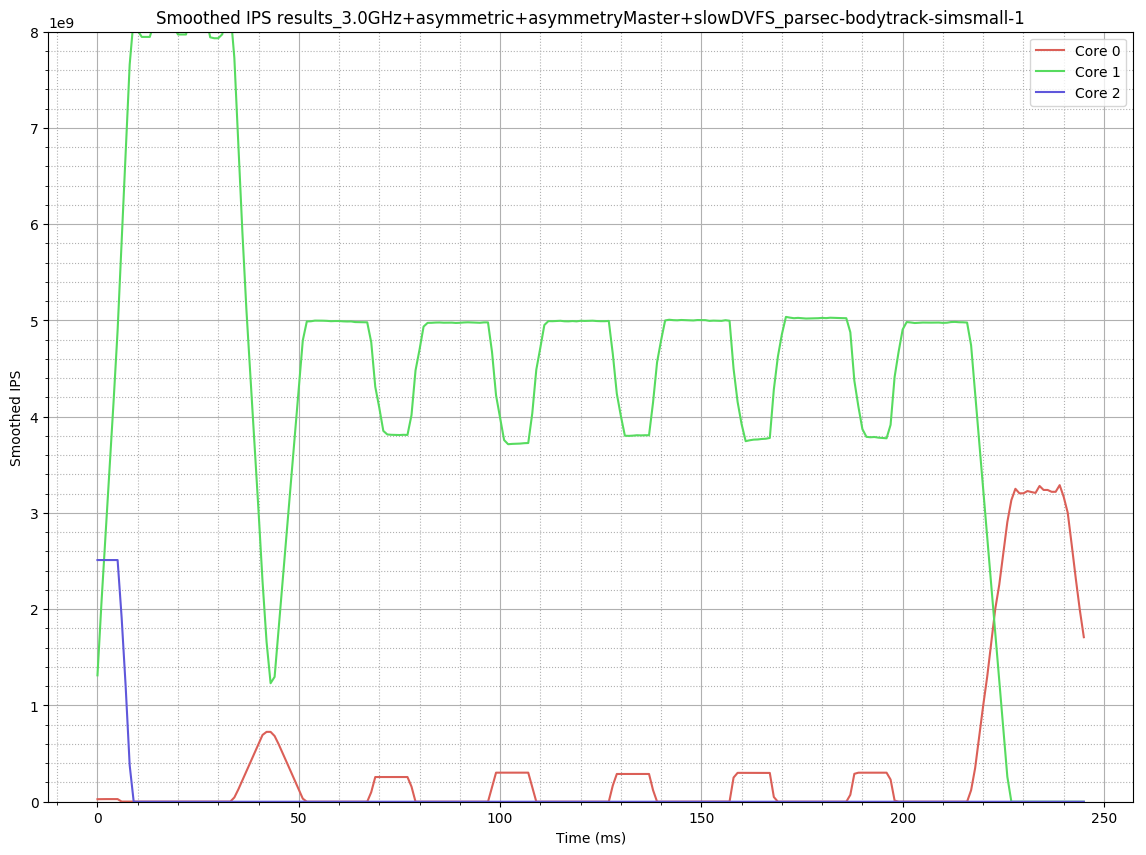 Smoothed IPS results_3.0GHz+asymmetric+asymmetryMaster+slowDVFS_parsec-bodytrack-simsmall-1
1e9
8
7
6
5
4
3
2
1
0
Smoothed IPS
Core 0
Core 1
Core 2
0
50
100
150
200
250
Time (ms)